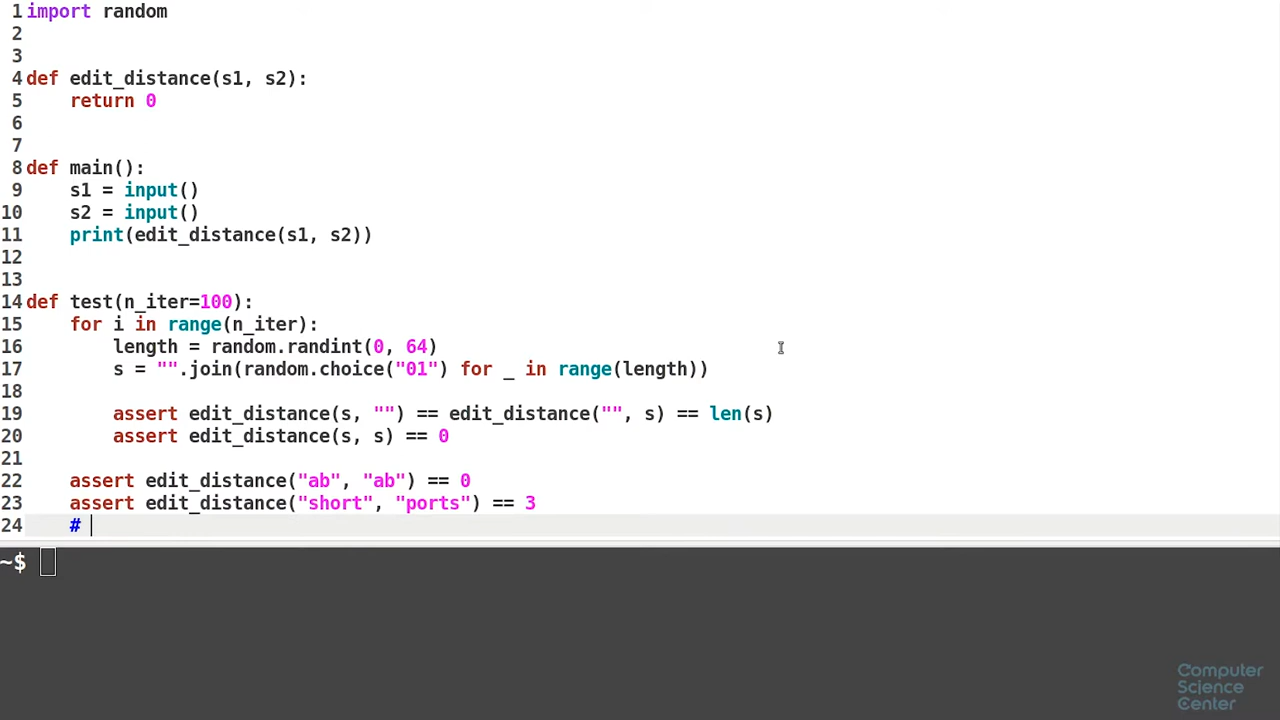 1 import random
2
3
4 def edit_distance(s1, s2):
5     return 0
6
7
8 def main():
9     s1 = input()
10     s2 = input()
11     print(edit_distance(s1, s2))
12
13
14 def test(n_iter=100):
15     for i in range(n_iter):
16         length = random.randint(0, 64)
17         s = "".join(random.choice("01") for _ in range(length))
18
19         assert edit_distance(s, "") == edit_distance("", s) == len(s)
20         assert edit_distance(s, s) == 0
21
22     assert edit_distance("ab", "ab") == 0
23     assert edit_distance("short", "ports") == 3
24     #
~$
Computer
Science
Center